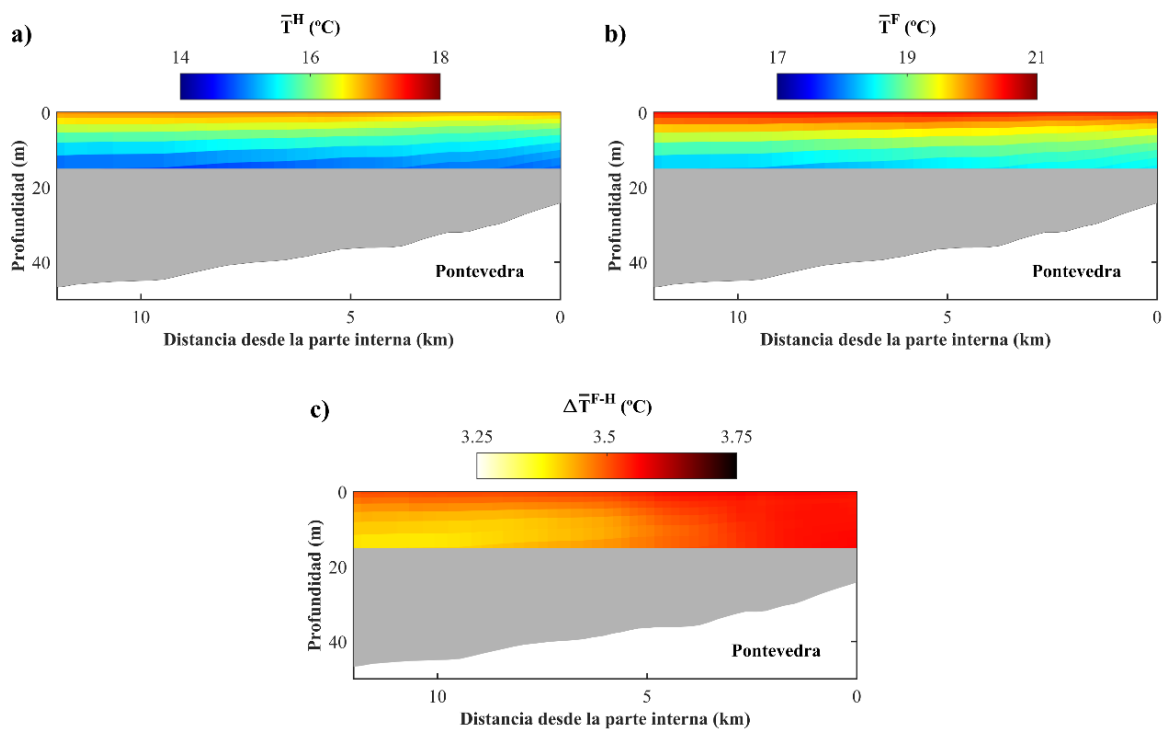 a)
T̅ᴴ (ºC)
14 16 18
0
20
40
Profundidad (m)
Pontevedra
10 5 0
Distancia desde la parte interna (km)
b)
T̅ꟳ (ºC)
17 19 21
0
20
40
Profundidad (m)
Pontevedra
10 5 0
Distancia desde la parte interna (km)
c)
ΔT̅ꟳ⁻ᴴ (ºC)
3.25 3.5 3.75
0
20
40
Profundidad (m)
Pontevedra
10 5 0
Distancia desde la parte interna (km)